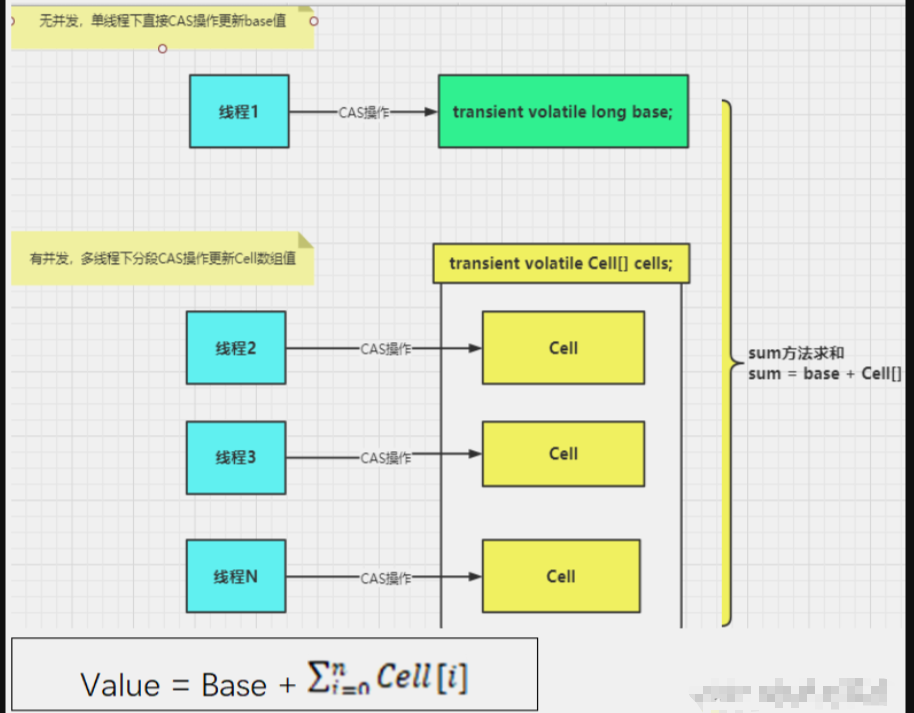 无并发，单线程下直接CAS操作更新base值
线程1
CAS操作
transient volatile long base;
有并发，多线程下分段CAS操作更新Cell数组值
transient volatile Cell[] cells;
线程2
CAS操作
Cell
sum方法求和
sum = base + Cell[]
线程3
CAS操作
Cell
线程N
CAS操作
Cell
Value = Base + ∑ⁿᵢ₌₀ Cell[i]